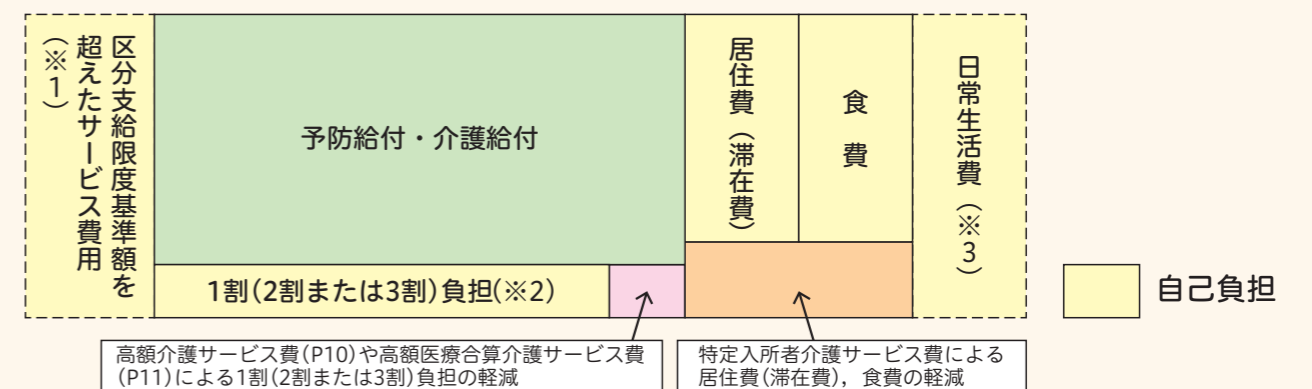 区分支給限度基準額を
超えたサービス費用
(※1)
予防給付・介護給付
1割(2割または3割)負担(※2)
居住費(滞在費)
食費
日常生活費(※3)
自己負担
高額介護サービス費(P10)や高額医療合算介護サービス費
(P11)による1割(2割または3割)負担の軽減
特定入所者介護サービス費による
居住費(滞在費)，食費の軽減